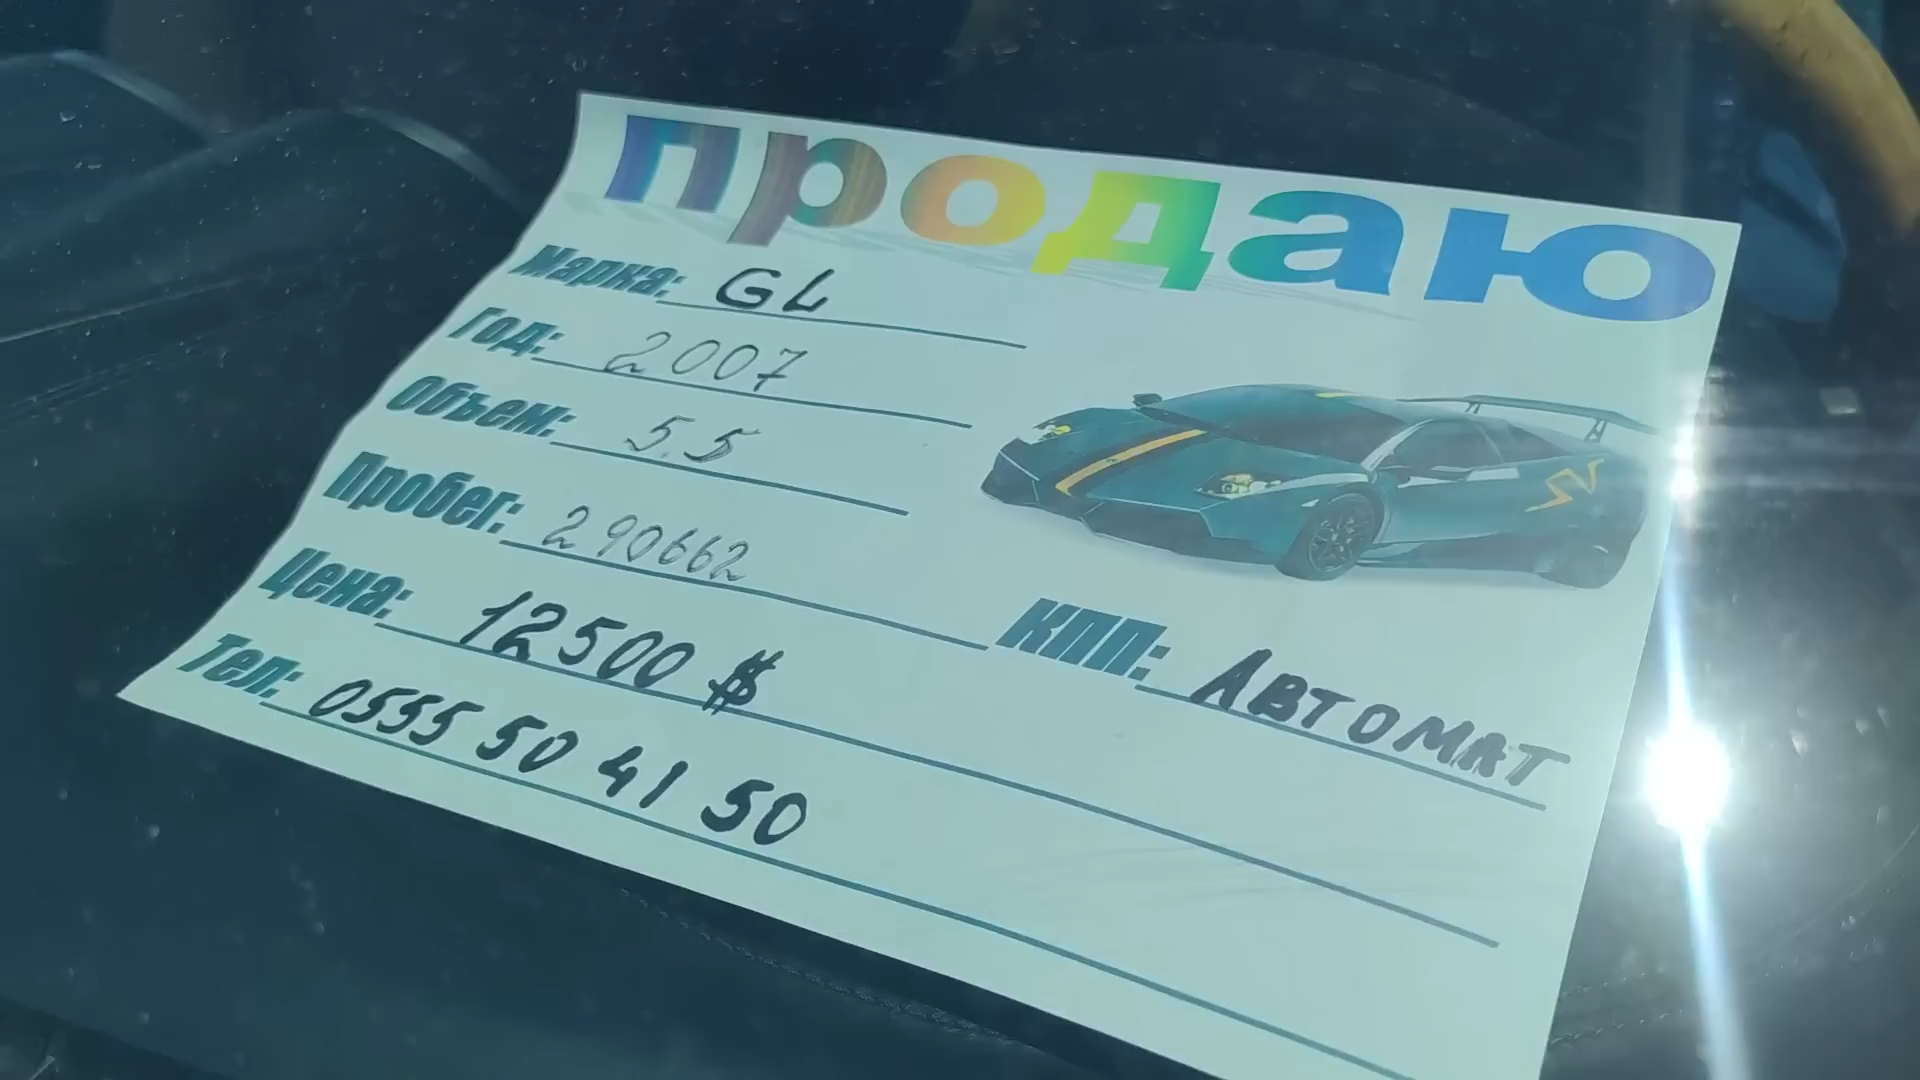 продаю
Марка: GL
Год: 2007
Объем: 5.5
Пробег: 290662
Цена: 12500 $
КПП: Автомат
Тел: 0555 50 41 50
SV